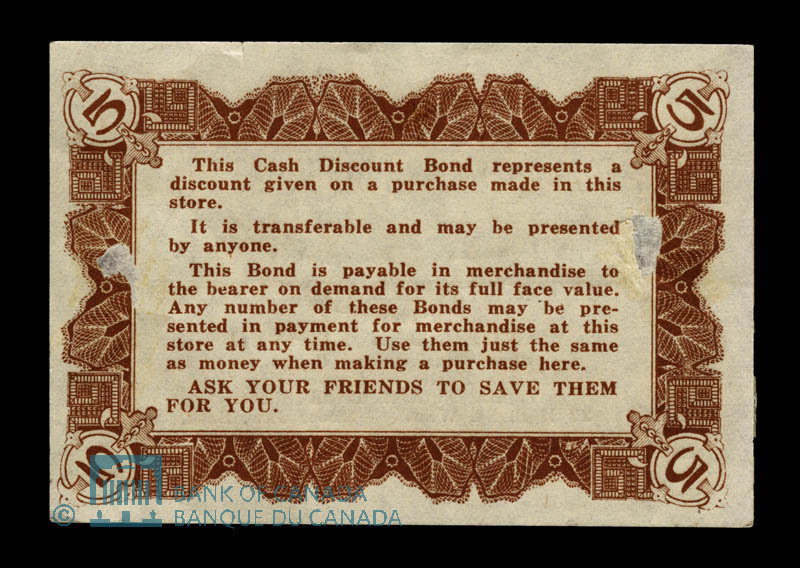 5 5
This Cash Discount Bond represents a
discount given on a purchase made in this
store.
It is transferable and may be presented
by anyone.
This Bond is payable in merchandise to
the bearer on demand for its full face value.
Any number of these Bonds may be pre-
sented in payment for merchandise at this
store at any time. Use them just the same
as money when making a purchase here.
ASK YOUR FRIENDS TO SAVE THEM
FOR YOU.
5 5
BANK OF CANADA
© BANQUE DU CANADA